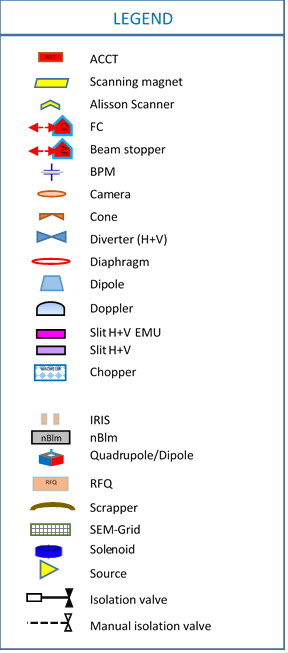 LEGEND
ACCT
Scanning magnet
Alisson Scanner
FC
Beam stopper
BPM
Camera
Cone
Diverter (H+V)
Diaphragm
Dipole
Doppler
Slit H+V EMU
Slit H+V
Chopper
IRIS
nBlm nBlm
Quadrupole/Dipole
RFQ RFQ
Scrapper
SEM-Grid
Solenoid
Source
Isolation valve
Manual isolation valve